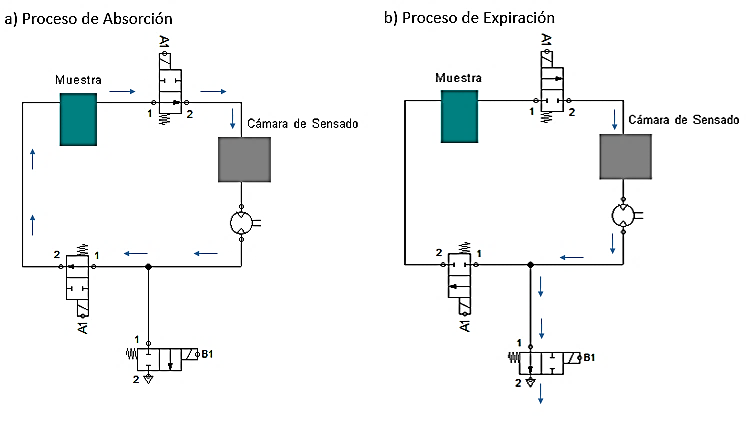 a) Proceso de Absorción
b) Proceso de Expiración
A1
Muestra
1
2
Cámara de Sensado
2
1
A1
1
B1
2
A1
Muestra
1
2
Cámara de Sensado
2
1
A1
1
B1
2